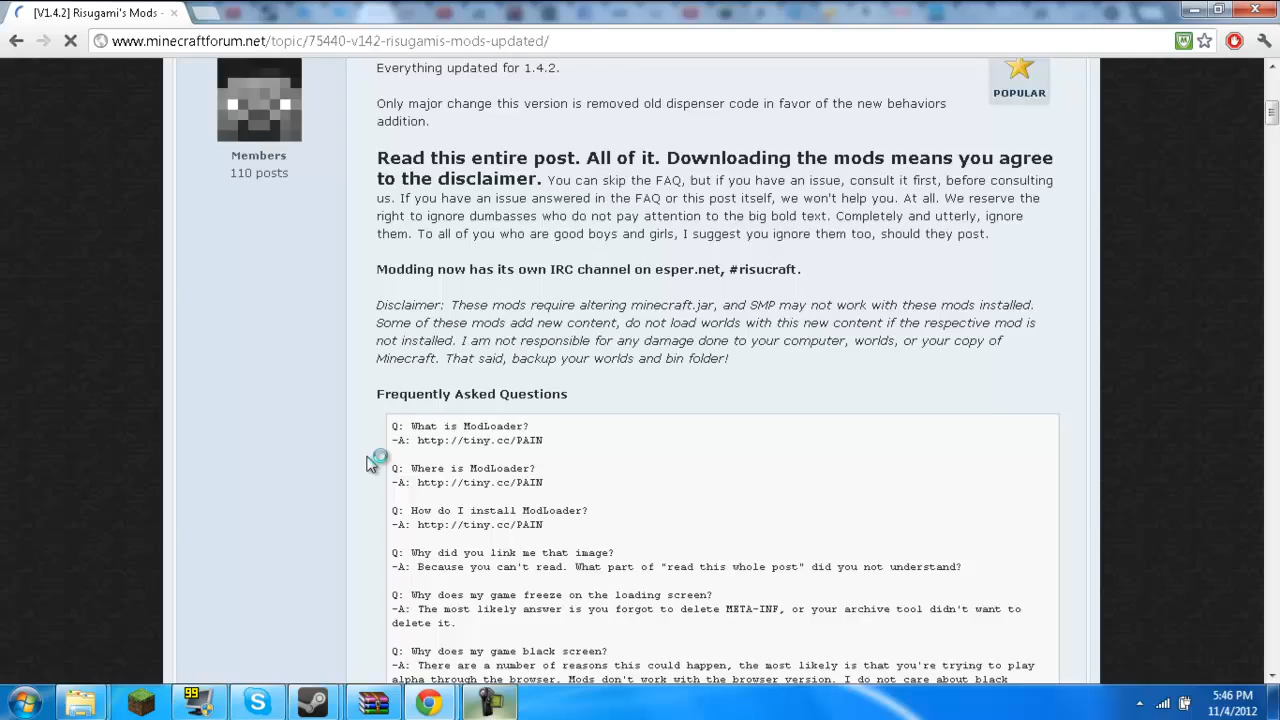 [V1.4.2] Risugami's Mods -
www.minecraftforum.net/topic/75440-v142-risugamis-mods-updated/
Everything updated for 1.4.2.
POPULAR
Only major change this version is removed old dispenser code in favor of the new behaviors
addition.
Members
110 posts
Read this entire post. All of it. Downloading the mods means you agree
to the disclaimer. You can skip the FAQ, but if you have an issue, consult it first, before consulting
us. If you have an issue answered in the FAQ or this post itself, we won't help you. At all. We reserve the
right to ignore dumbasses who do not pay attention to the big bold text. Completely and utterly, ignore
them. To all of you who are good boys and girls, I suggest you ignore them too, should they post.
Modding now has its own IRC channel on esper.net, #risucraft.
Disclaimer: These mods require altering minecraft.jar, and SMP may not work with these mods installed.
Some of these mods add new content, do not load worlds with this new content if the respective mod is
not installed. I am not responsible for any damage done to your computer, worlds, or your copy of
Minecraft. That said, backup your worlds and bin folder!
Frequently Asked Questions
Q: What is ModLoader?
-A: http://tiny.cc/PAIN
Q: Where is ModLoader?
-A: http://tiny.cc/PAIN
Q: How do I install ModLoader?
-A: http://tiny.cc/PAIN
Q: Why did you link me that image?
-A: Because you can't read. What part of "read this whole post" did you not understand?
Q: Why does my game freeze on the loading screen?
-A: The most likely answer is you forgot to delete META-INF, or your archive tool didn't want to
delete it.
Q: Why does my game black screen?
-A: There are a number of reasons this could happen, the most likely is that you're trying to play
alpha through the browser. Mods don't work with the browser version. I do not care about black
99
5:46 PM
11/4/2012